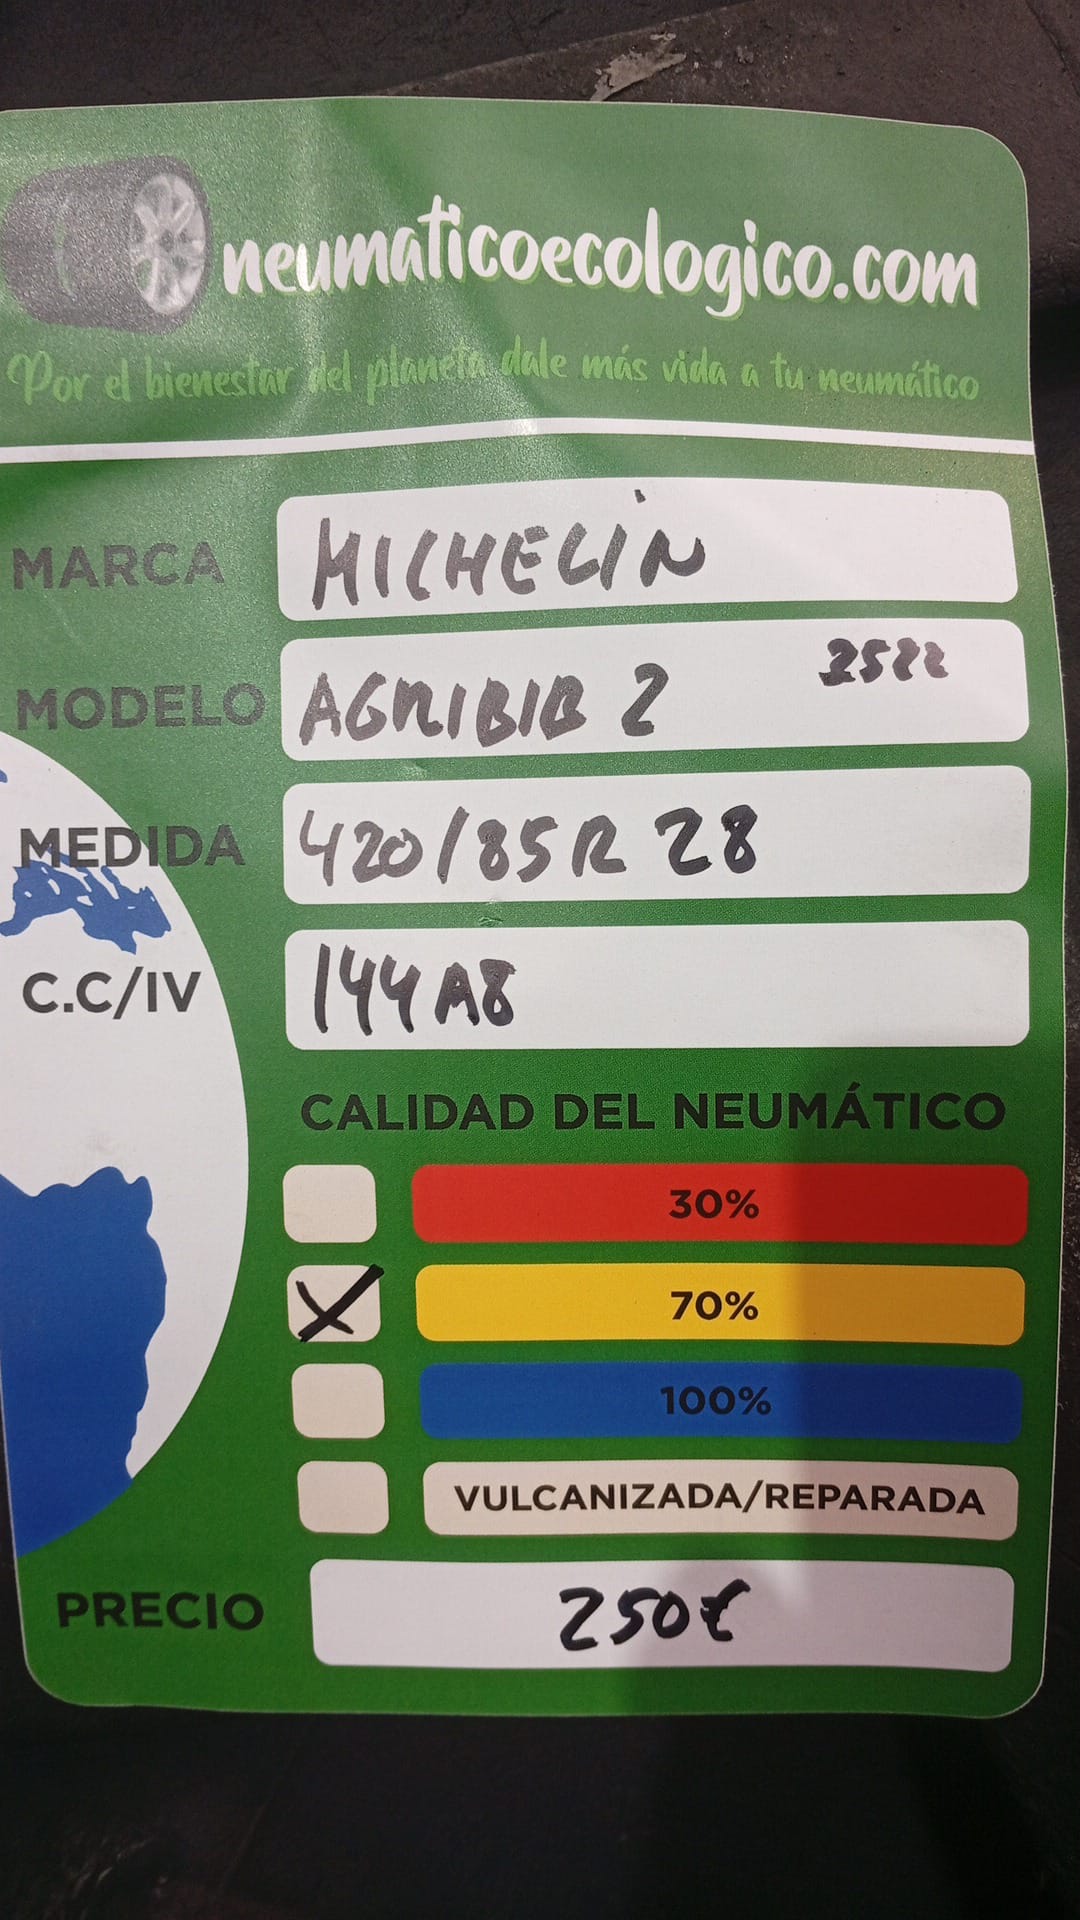 neumaticoecologico.com
Por el bienestar del planeta dale más vida a tu neumático
MARCA MICHELIN
MODELO AGRIBIB 2 2522
MEDIDA 420/85R 28
C.C/IV 144A8
CALIDAD DEL NEUMÁTICO
30%
X 70%
100%
VULCANIZADA/REPARADA
PRECIO 250€